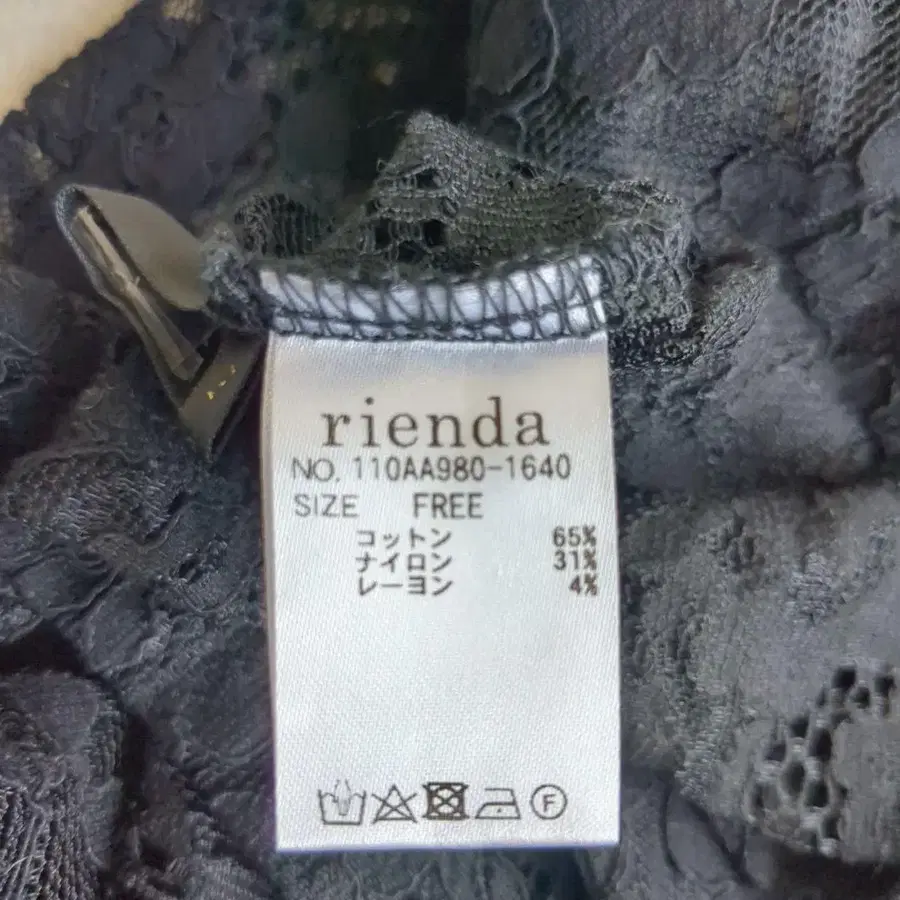 rienda
NO. 110AA980-1640
SIZE FREE
コットン 65%
ナイロン 31%
レーヨン 4%
F